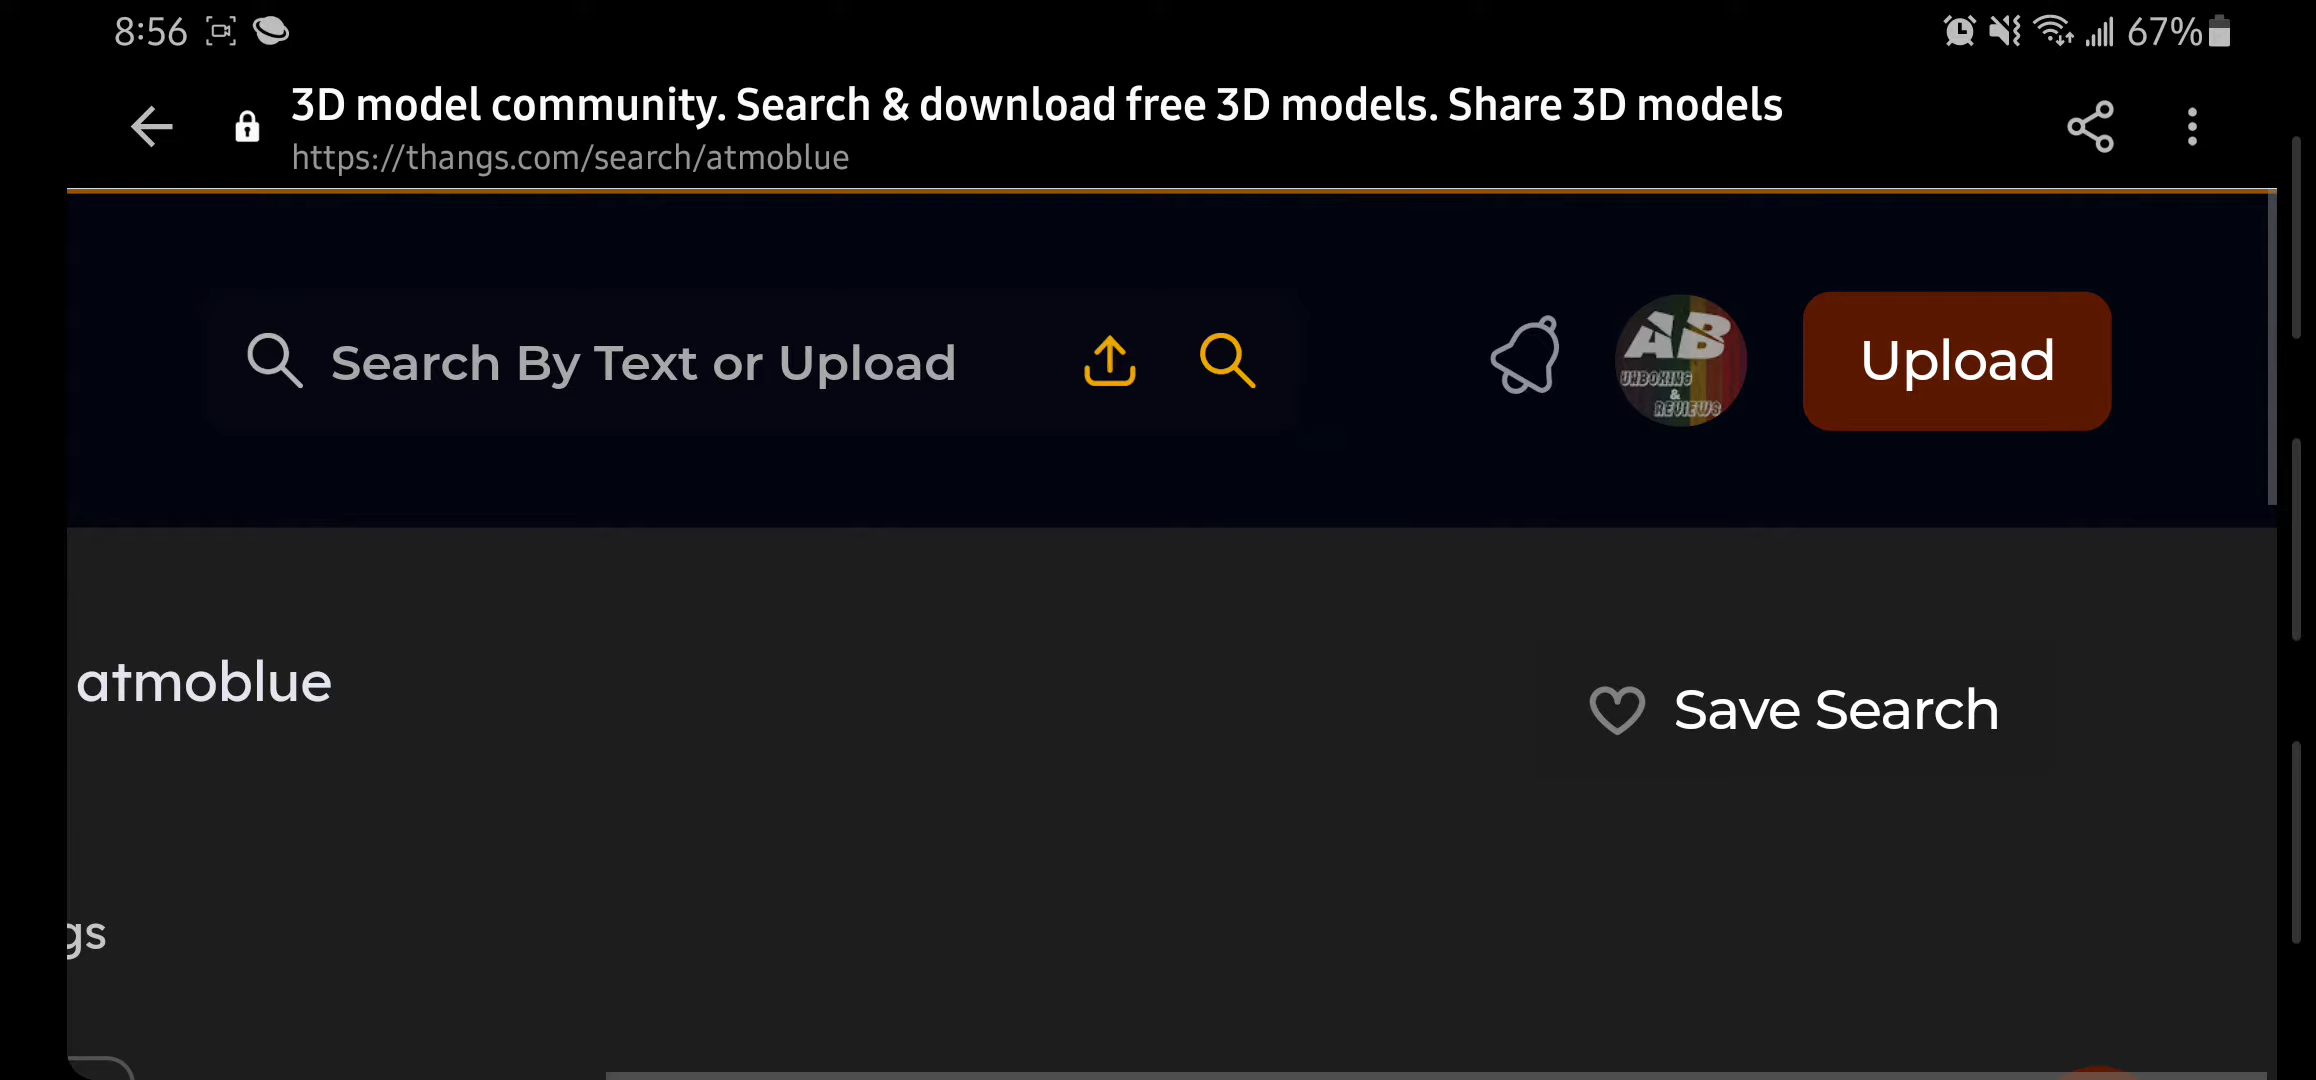 8:56 67%
3D model community. Search & download free 3D models. Share 3D models
https://thangs.com/search/atmoblue
Search By Text or Upload
AB
UNBOXING
&
REVIEWS
Upload
atmoblue
Save Search
gs